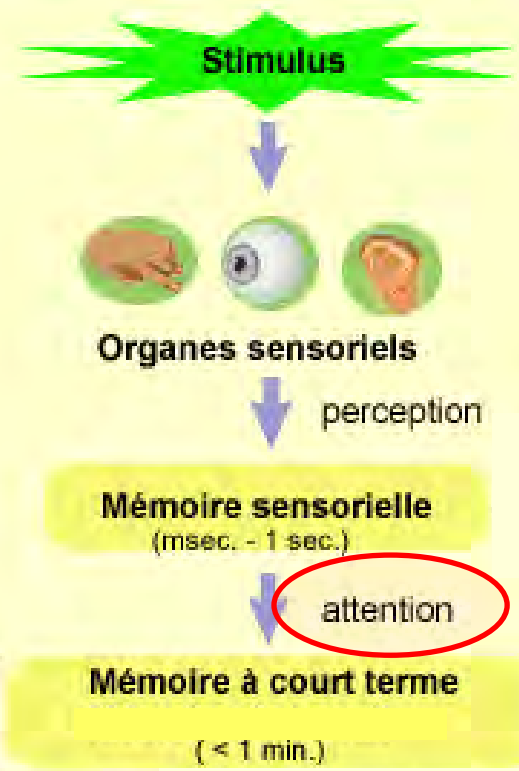 Stimulus
Organes sensoriels
perception
Mémoire sensorielle
(msec. - 1 sec.)
attention
Mémoire à court terme
( < 1 min.)